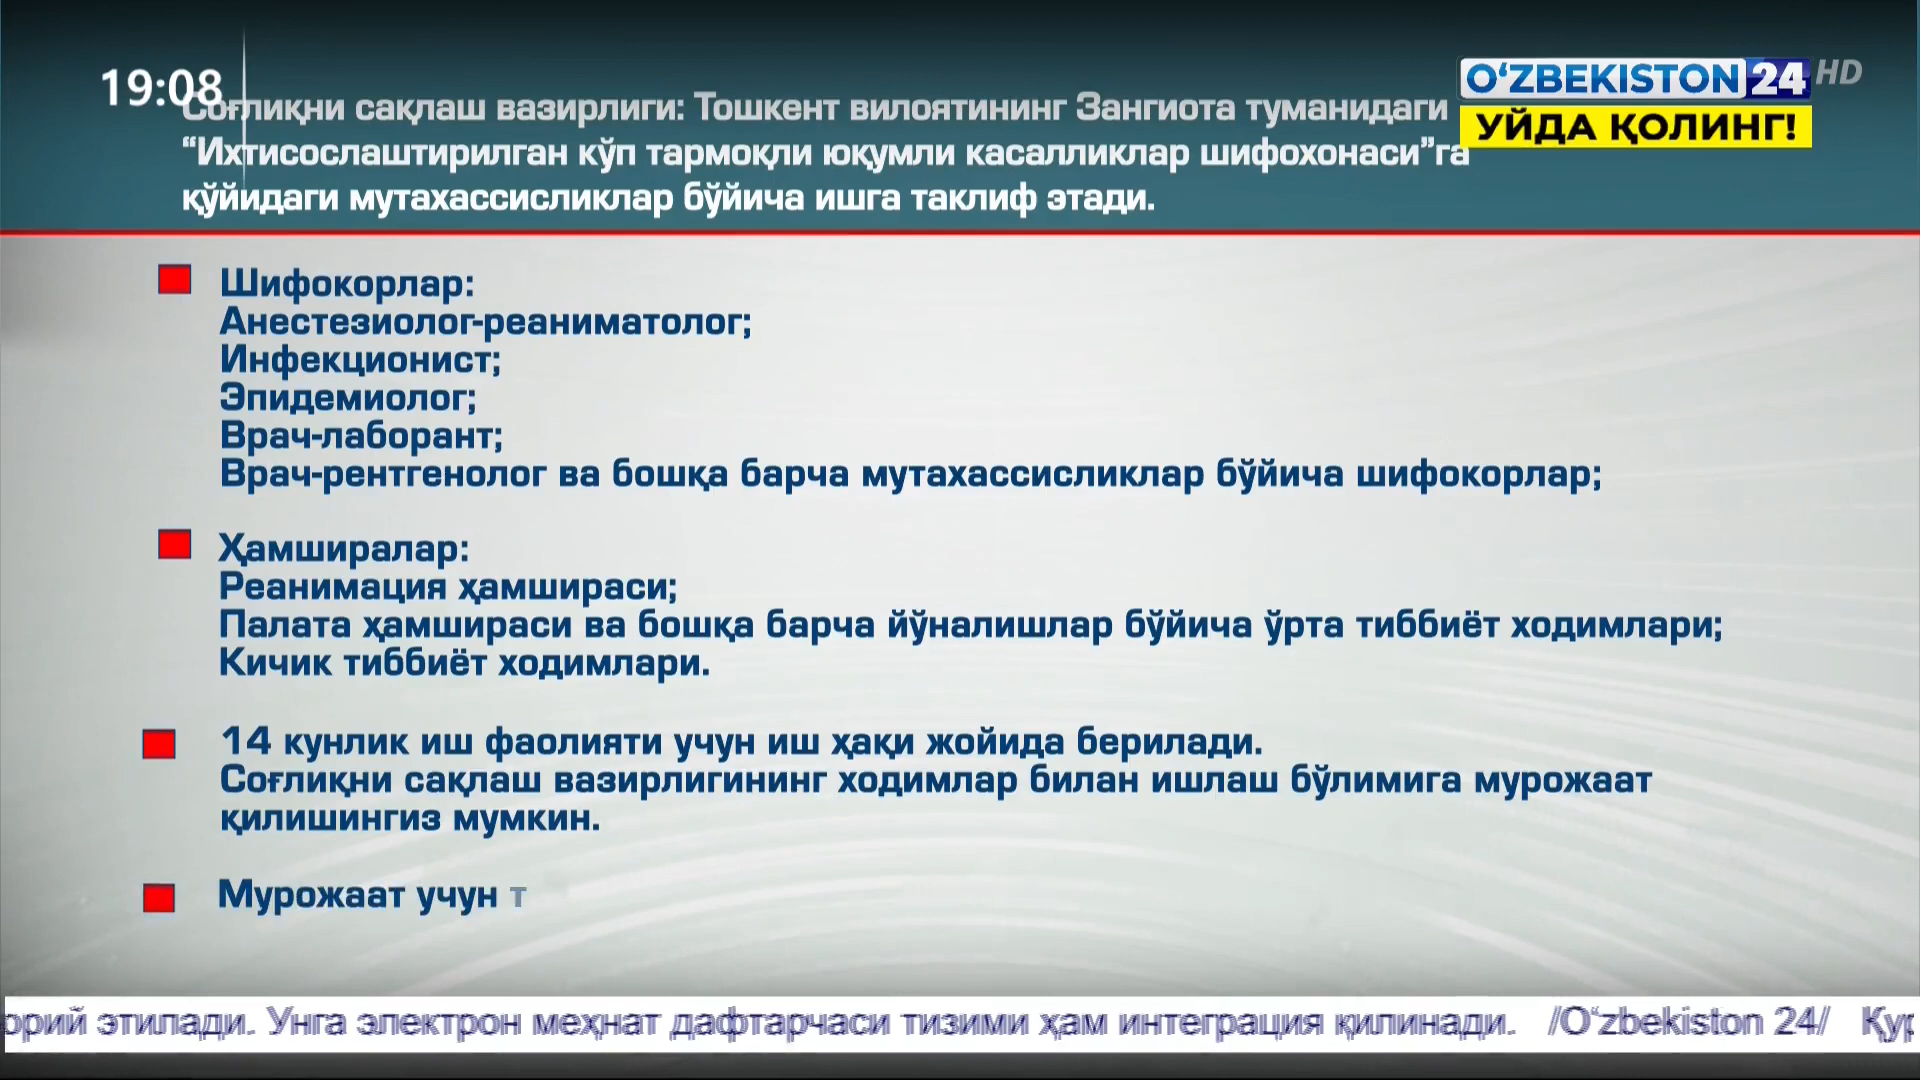 19:08
O‘ZBEKISTON 24 HD
УЙДА ҚОЛИНГ!
Соғлиқни сақлаш вазирлиги: Тошкент вилоятининг Зангиота туманидаги
“Ихтисослаштирилган кўп тармоқли юқумли касалликлар шифохонаси”га
қўйидаги мутахассисликлар бўйича ишга таклиф этади.
Шифокорлар:
Анестезиолог-реаниматолог;
Инфекционист;
Эпидемиолог;
Врач-лаборант;
Врач-рентгенолог ва бошқа барча мутахассисликлар бўйича шифокорлар;
Ҳамширалар:
Реанимация ҳамшираси;
Палата ҳамшираси ва бошқа барча йўналишлар бўйича ўрта тиббиёт ходимлари;
Кичик тиббиёт ходимлари.
14 кунлик иш фаолияти учун иш ҳақи жойида берилади.
Соғлиқни сақлаш вазирлигининг ходимлар билан ишлаш бўлимига мурожаат
қилишингиз мумкин.
Мурожаат учун т
орий этилади. Унга электрон меҳнат дафтарчаси тизими ҳам интеграция қилинади. /O‘zbekiston 24/ Қур